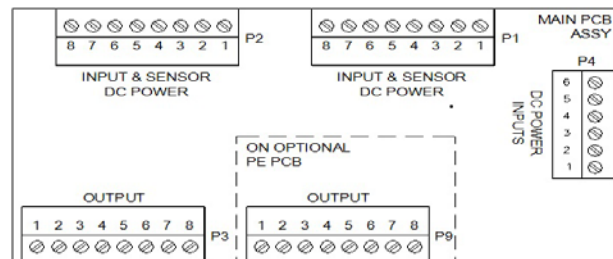 MAIN PCB
ASSY
8 7 6 5 4 3 2 1 P2
INPUT & SENSOR
DC POWER
8 7 6 5 4 3 2 1 P1
INPUT & SENSOR
DC POWER
P4
6
5
4
3
2
1
DC POWER
INPUTS
ON OPTIONAL
PE PCB
OUTPUT
1 2 3 4 5 6 7 8 P3
OUTPUT
1 2 3 4 5 6 7 8 P9